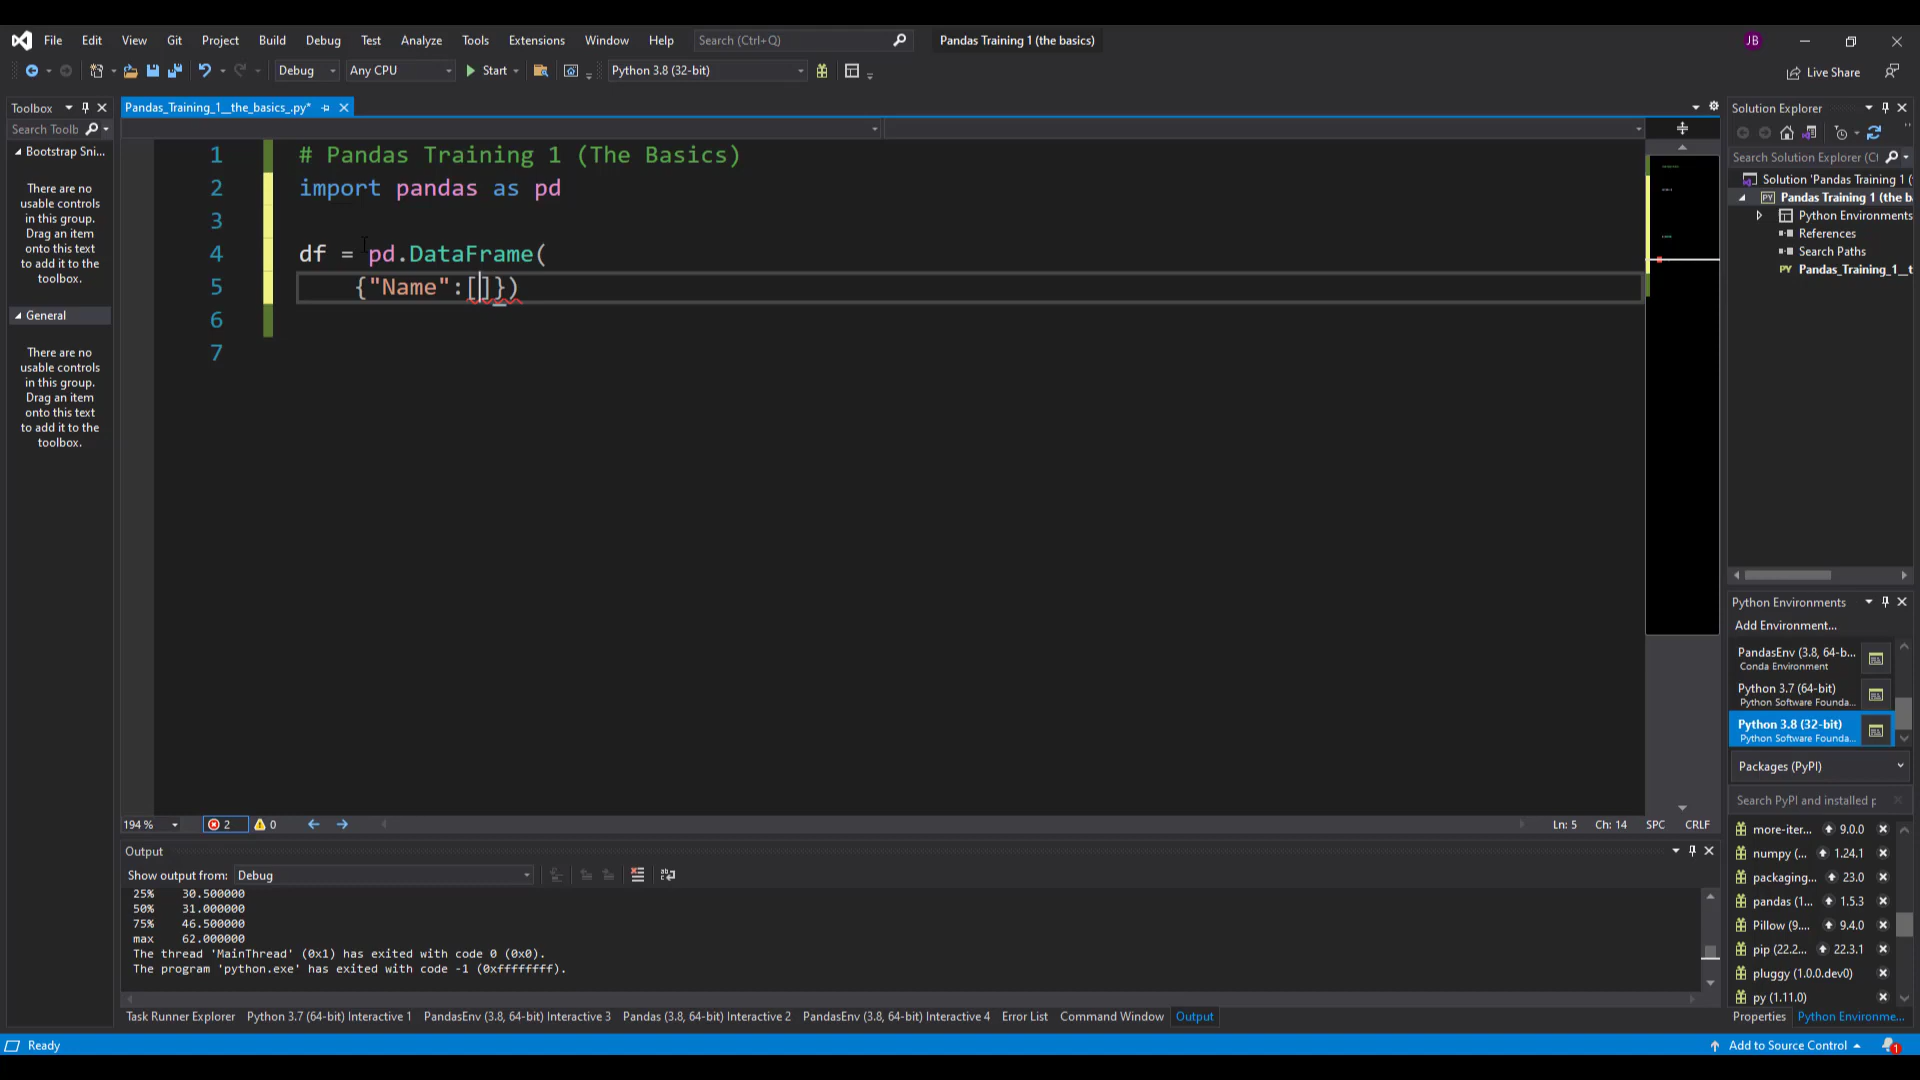 File Edit View Git Project Build Debug Test Analyze Tools Extensions Window Help Search (Ctrl+Q) Pandas Training 1 (the basics) JB
Debug Any CPU Start Python 3.8 (32-bit) Live Share
Toolbox
Search Toolb
Bootstrap Sni...
There are no
usable controls
in this group.
Drag an item
onto this text
to add it to the
toolbox.
General
There are no
usable controls
in this group.
Drag an item
onto this text
to add it to the
toolbox.
Pandas_Training_1__the_basics_.py*
1 # Pandas Training 1 (The Basics)
2 import pandas as pd
3
4 df = pd.DataFrame(
5 {"Name":[]})
6
7
194 % 2 0 Ln: 5 Ch: 14 SPC CRLF
Output
Show output from: Debug
25% 30.500000
50% 31.000000
75% 46.500000
max 62.000000
The thread 'MainThread' (0x1) has exited with code 0 (0x0).
The program 'python.exe' has exited with code -1 (0xffffffff).
Task Runner Explorer Python 3.7 (64-bit) Interactive 1 PandasEnv (3.8, 64-bit) Interactive 3 Pandas (3.8, 64-bit) Interactive 2 PandasEnv (3.8, 64-bit) Interactive 4 Error List Command Window Output
Solution Explorer
Search Solution Explorer (Ct
Solution 'Pandas Training 1 (
Pandas Training 1 (the b
Python Environments
References
Search Paths
Pandas_Training_1__t
Python Environments
Add Environment...
PandasEnv (3.8, 64-b...
Conda Environment
Python 3.7 (64-bit)
Python Software Founda...
Python 3.8 (32-bit)
Python Software Founda...
Packages (PyPI)
Search PyPI and installed p
more-iter... 9.0.0
numpy (... 1.24.1
packaging... 23.0
pandas (1... 1.5.3
Pillow (9.... 9.4.0
pip (22.2... 22.3.1
pluggy (1.0.0.dev0)
py (1.11.0)
Properties Python Environme...
Ready Add to Source Control 1